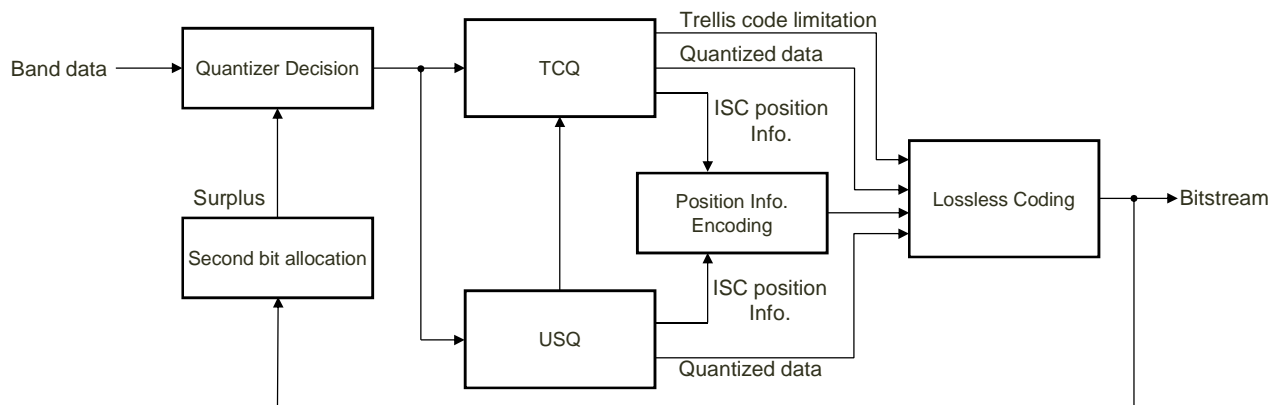 Trellis code limitation
Quantized data
Band data
Quantizer Decision
TCQ
ISC position
Info.
Surplus
Position Info.
Encoding
Lossless Coding
Bitstream
Second bit allocation
ISC position
Info.
USQ
Quantized data